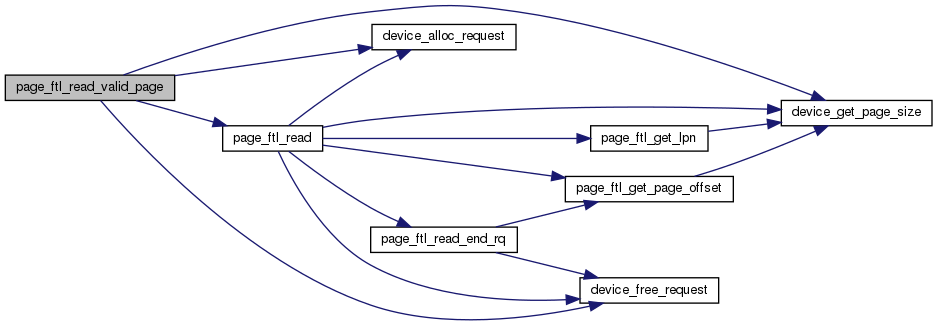 device_alloc_request
page_ftl_read_valid_page
device_get_page_size
page_ftl_read
page_ftl_get_lpn
page_ftl_get_page_offset
page_ftl_read_end_rq
device_free_request